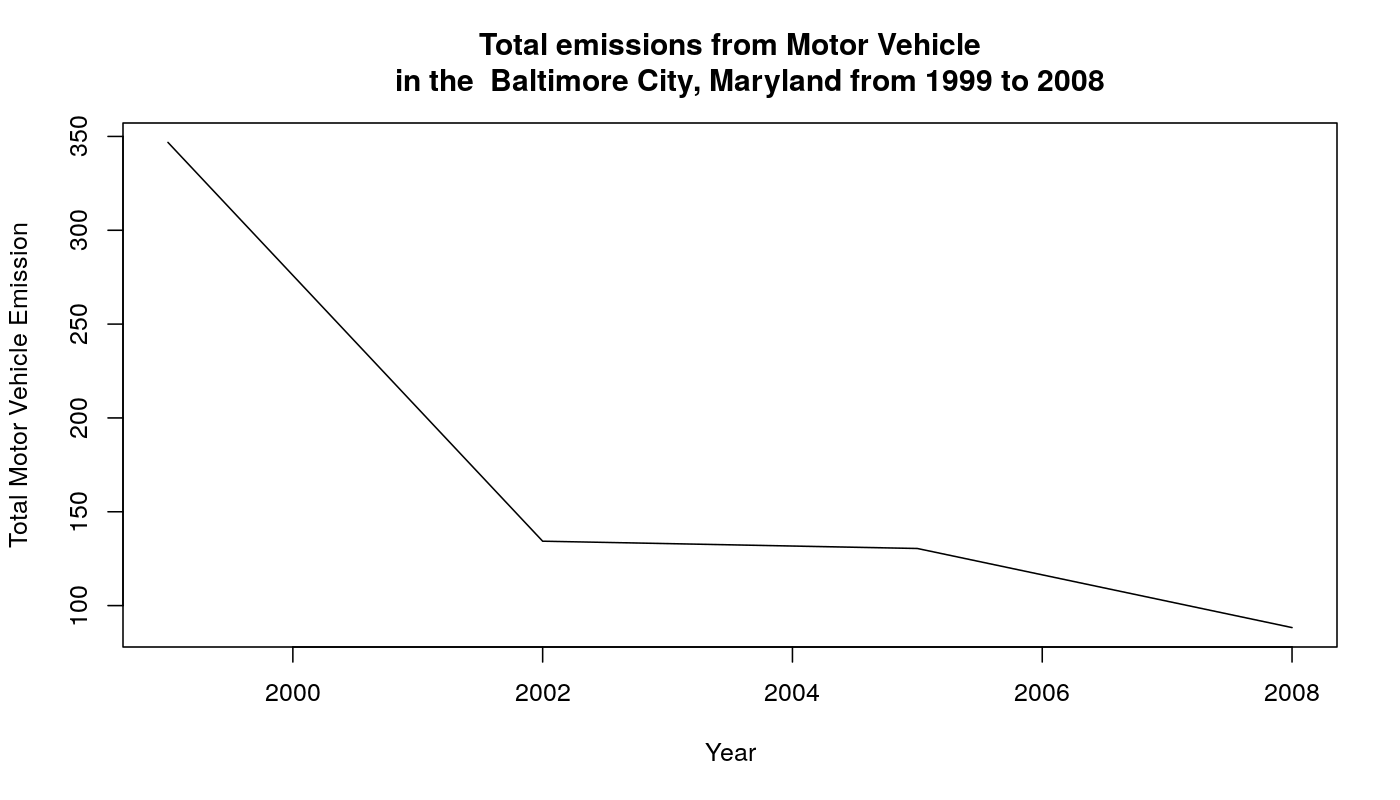 Total emissions from Motor Vehicle
in the  Baltimore City, Maryland from 1999 to 2008
Total Motor Vehicle Emission
350
300
250
200
150
100
2000 2002 2004 2006 2008
Year